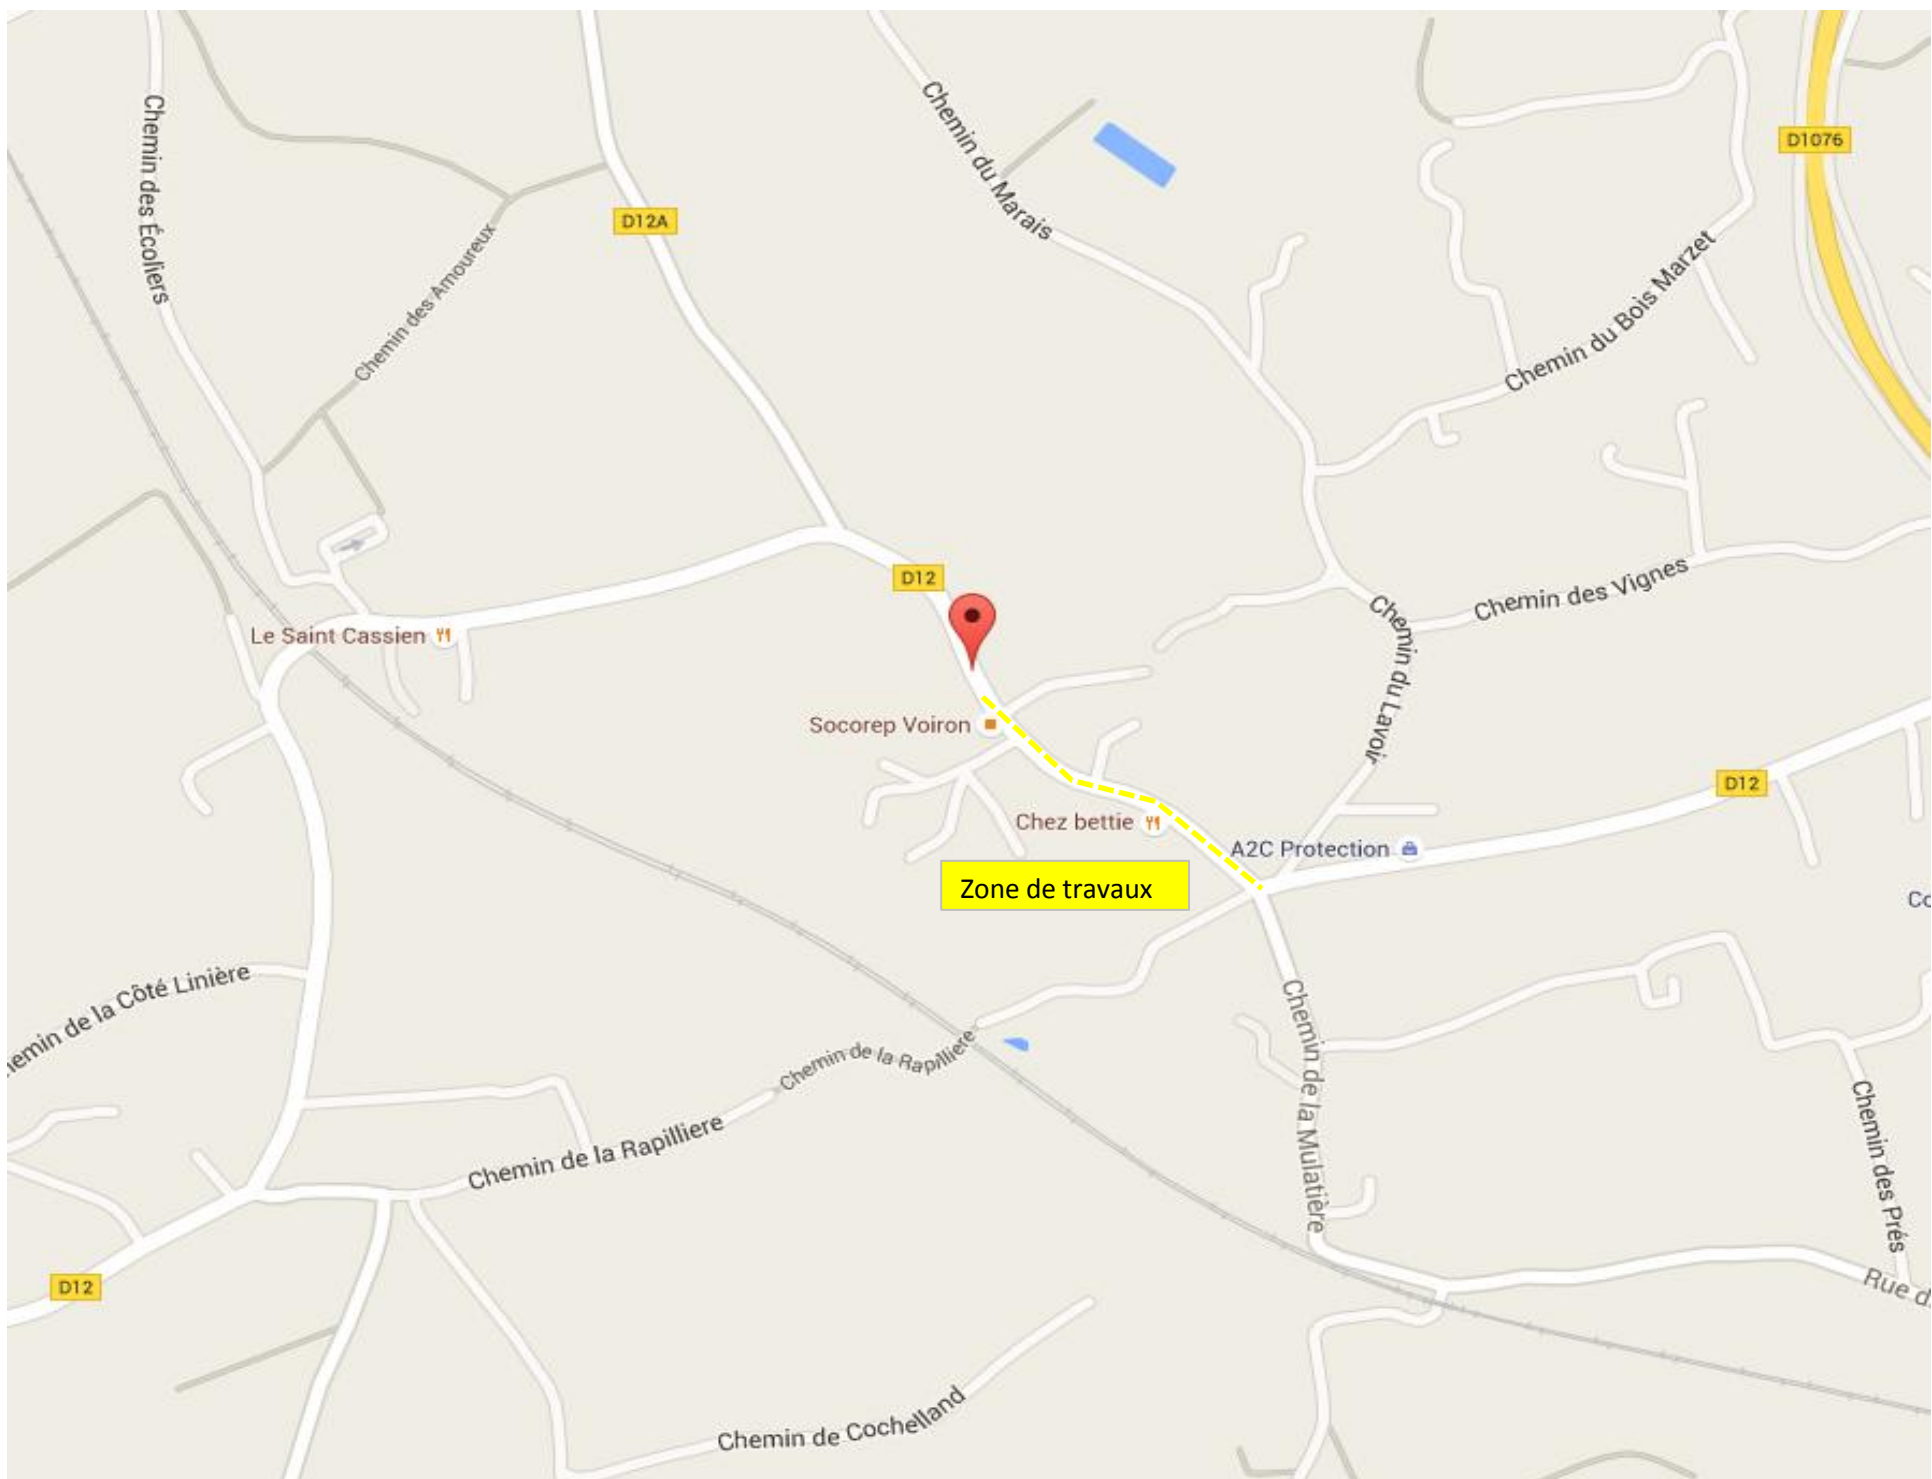 Chemin des Écoliers
Chemin du Marais
D1076
D12A
Chemin des Amoureux
Chemin du Bois Marzet
D12
Chemin des Vignes
Le Saint Cassien
Chemin du Lavoir
Socorep Voiron
D12
Chez bettie
A2C Protection
Zone de travaux
Co
emin de la Côté Linière
Chemin de la Rapilliere
Chemin de la Mulatière
Chemin de la Rapilliere
Chemin des Prés
D12
Rue d
Chemin de Cochelland